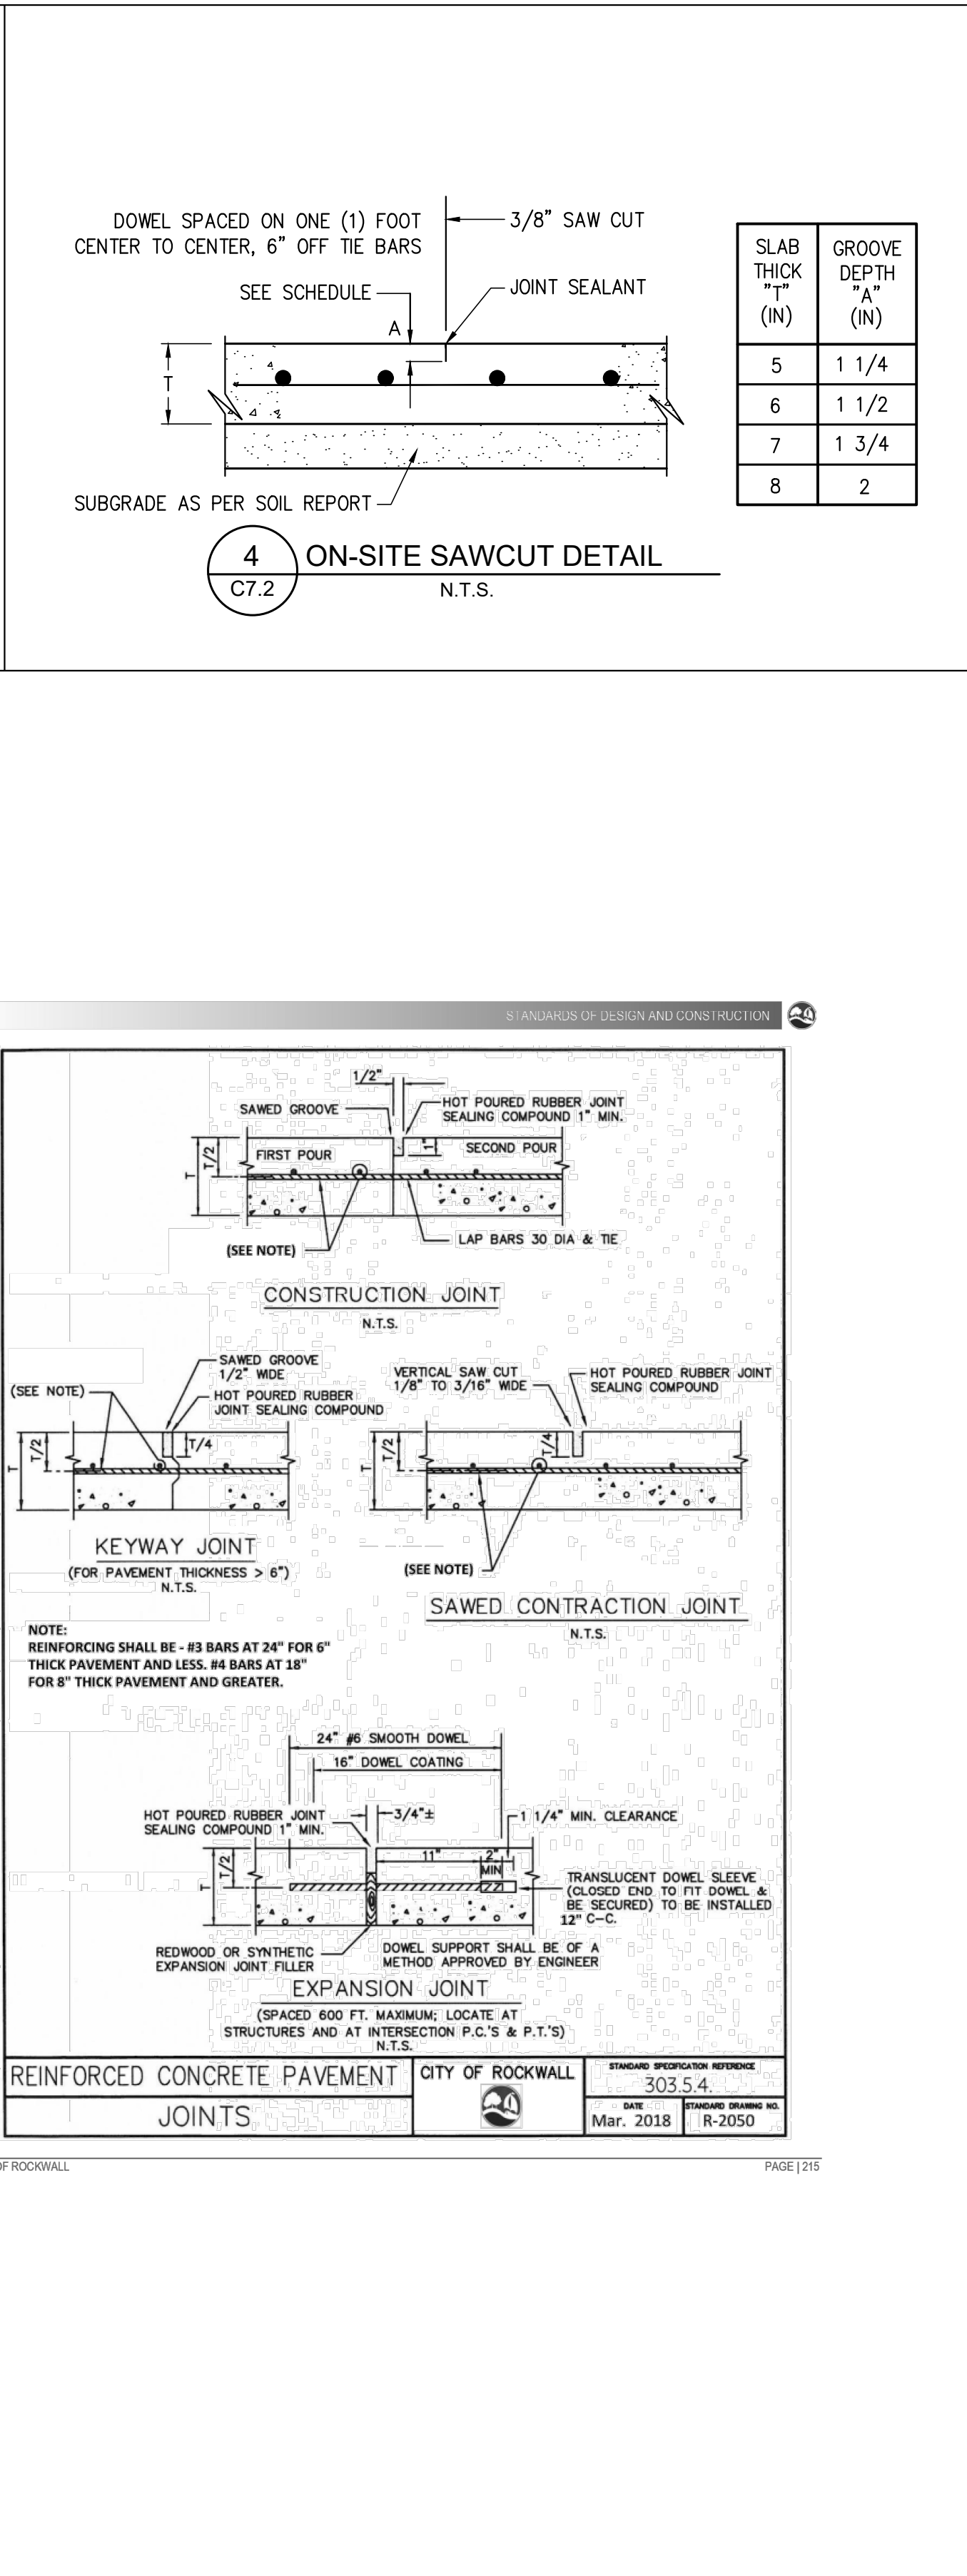 DOWEL SPACED ON ONE (1) FOOT
CENTER TO CENTER, 6" OFF TIE BARS
3/8" SAW CUT
SEE SCHEDULE
JOINT SEALANT
A
T
SUBGRADE AS PER SOIL REPORT
SLAB THICK "T" (IN)
GROOVE DEPTH "A" (IN)
5 1 1/4
6 1 1/2
7 1 3/4
8 2
4
C7.2
ON-SITE SAWCUT DETAIL
N.T.S.
STANDARDS OF DESIGN AND CONSTRUCTION
1/2"
SAWED GROOVE
HOT POURED RUBBER JOINT
SEALING COMPOUND 1" MIN.
T
T/2
FIRST POUR
1"
SECOND POUR
(SEE NOTE)
LAP BARS 30 DIA & TIE
CONSTRUCTION JOINT
N.T.S.
(SEE NOTE)
SAWED GROOVE
1/2" WIDE
HOT POURED RUBBER
JOINT SEALING COMPOUND
T
T/2
T/4
KEYWAY JOINT
(FOR PAVEMENT THICKNESS > 6")
N.T.S.
VERTICAL SAW CUT
1/8" TO 3/16" WIDE
HOT POURED RUBBER JOINT
SEALING COMPOUND
T
T/2
T/4
(SEE NOTE)
SAWED CONTRACTION JOINT
N.T.S.
NOTE:
REINFORCING SHALL BE - #3 BARS AT 24" FOR 6"
THICK PAVEMENT AND LESS. #4 BARS AT 18"
FOR 8" THICK PAVEMENT AND GREATER.
24" #6 SMOOTH DOWEL
16" DOWEL COATING
HOT POURED RUBBER JOINT
SEALING COMPOUND 1" MIN.
3/4"±
1 1/4" MIN. CLEARANCE
T
T/2
11"
2"
MIN
TRANSLUCENT DOWEL SLEEVE
(CLOSED END TO FIT DOWEL &
BE SECURED) TO BE INSTALLED
12" C-C.
REDWOOD OR SYNTHETIC
EXPANSION JOINT FILLER
DOWEL SUPPORT SHALL BE OF A
METHOD APPROVED BY ENGINEER
EXPANSION JOINT
(SPACED 600 FT. MAXIMUM; LOCATE AT
STRUCTURES AND AT INTERSECTION P.C.'S & P.T.'S)
N.T.S.
REINFORCED CONCRETE PAVEMENT
JOINTS
CITY OF ROCKWALL
STANDARD SPECIFICATION REFERENCE
303.5.4.
DATE
Mar. 2018
STANDARD DRAWING NO.
R-2050
OF ROCKWALL
PAGE | 215